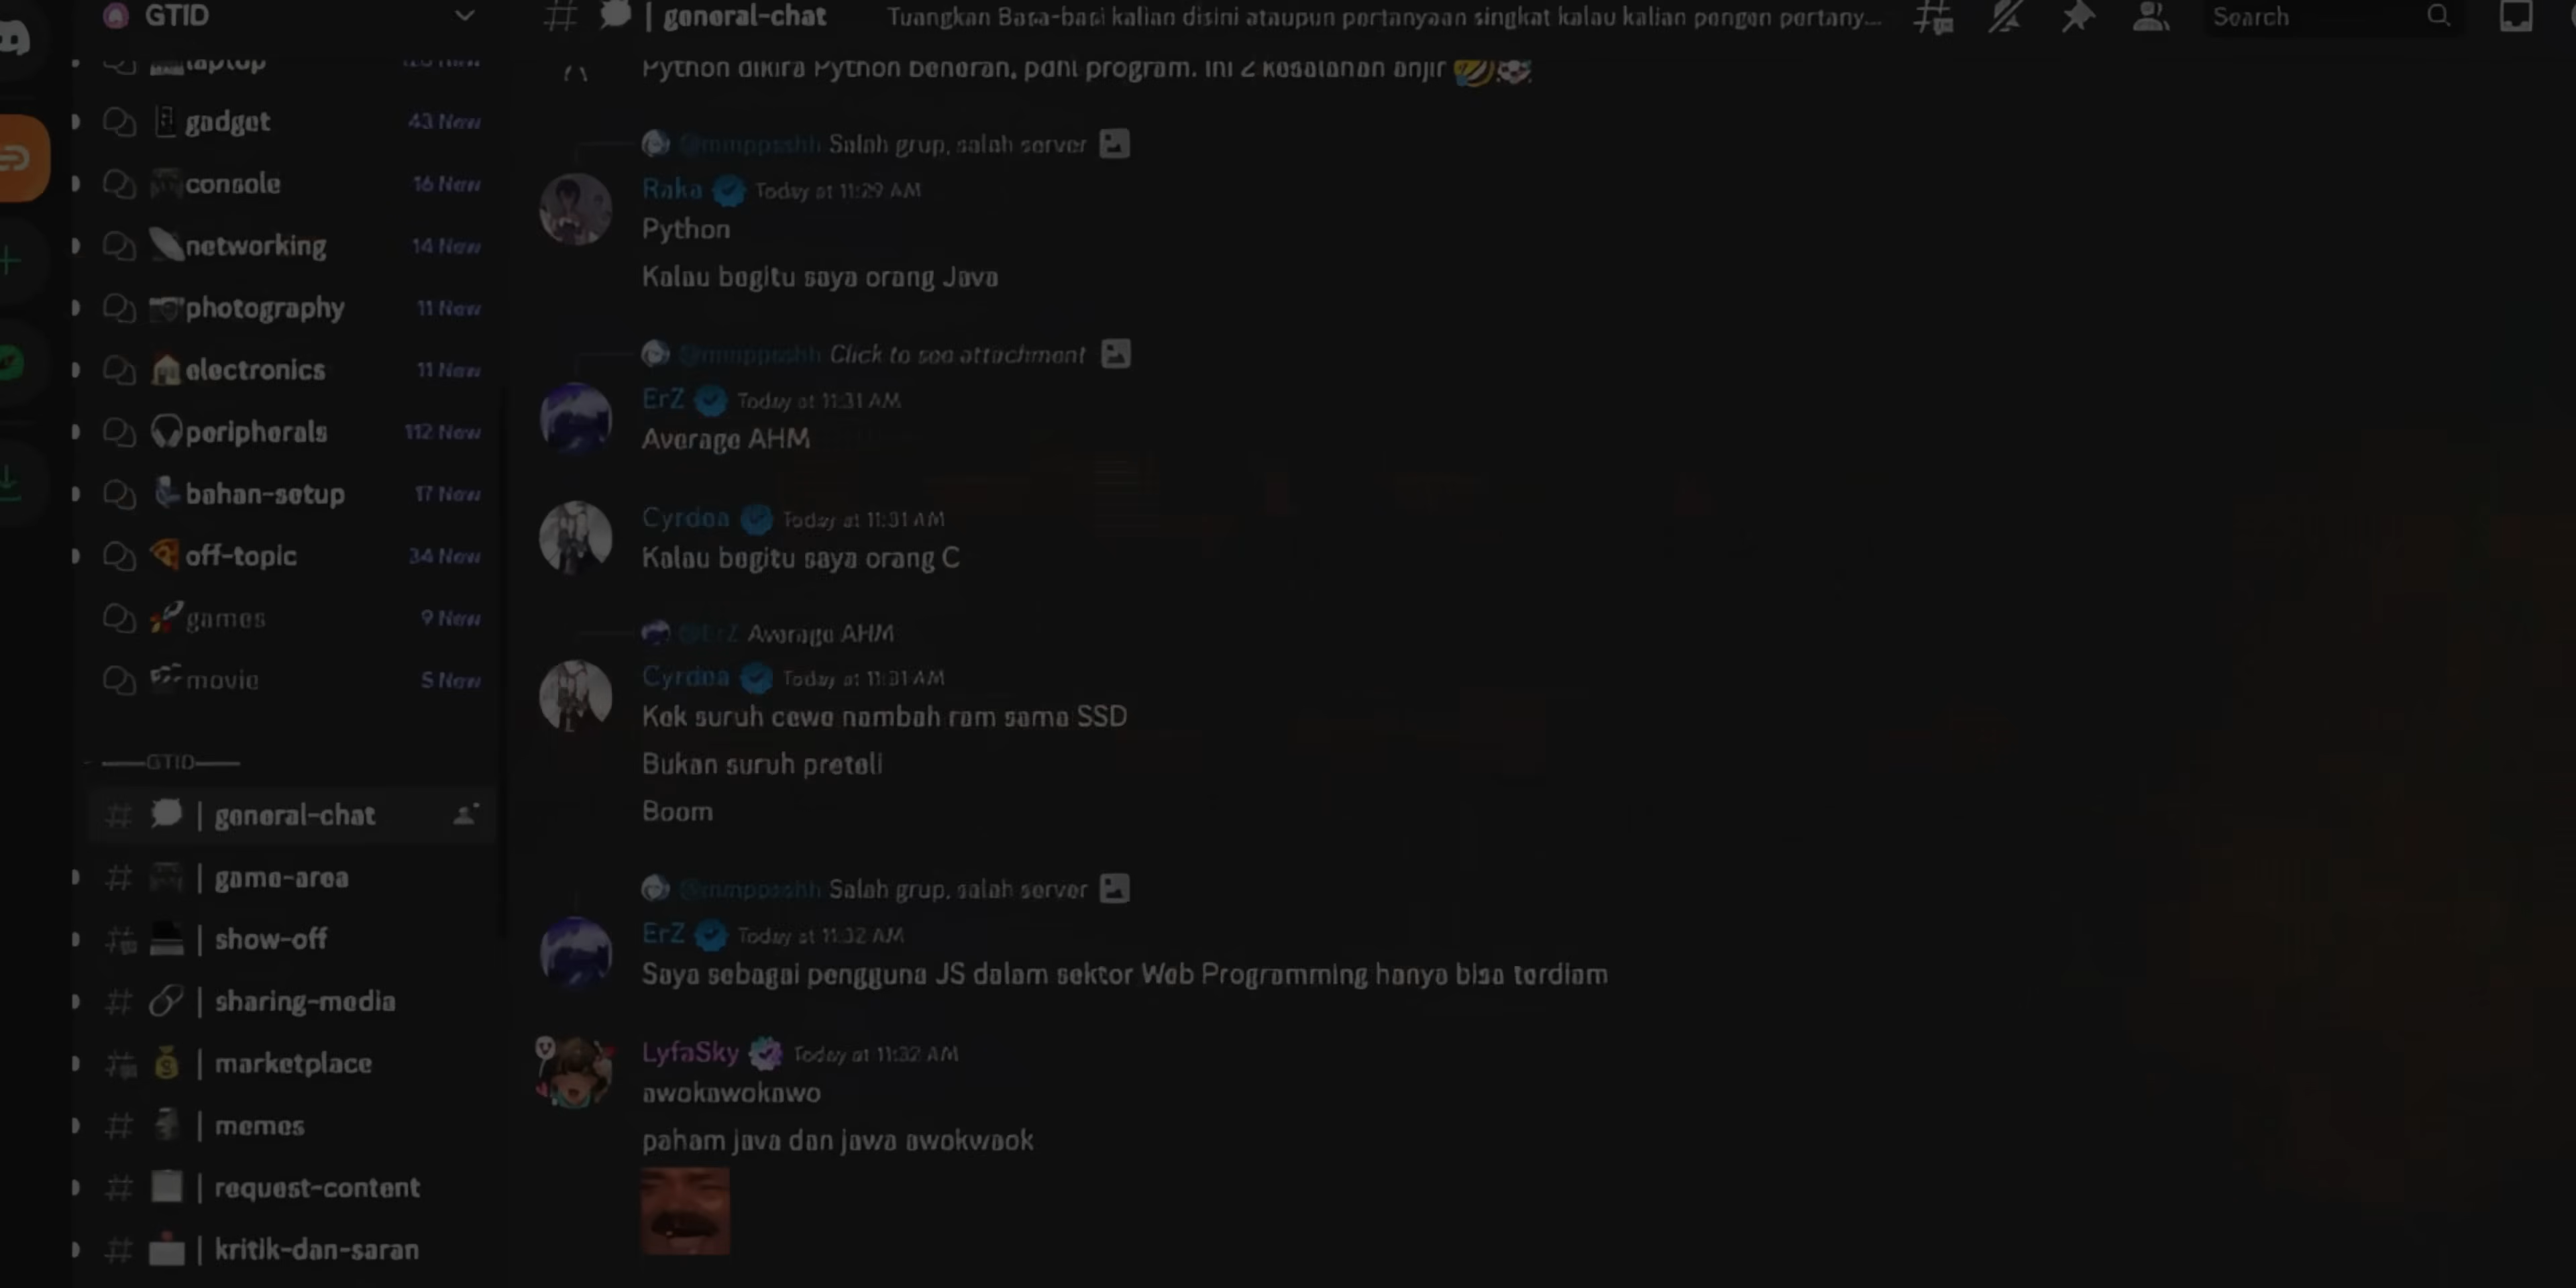 GTID
laptop
gadget 43 New
console 16 New
networking 14 New
photography 11 New
electronics 11 New
peripherals 112 New
bahan-setup 17 New
off-topic 34 New
games 9 New
movie 5 New
GTID
| general-chat
| game-area
| show-off
| sharing-media
| marketplace
| memes
| request-content
| kritik-dan-saran
# | general-chat Tuangkan Basa-basi kalian disini ataupun pertanyaan singkat kalau kalian pengen pertany...
Search
Python dikira Python beneran, pdhl program. Ini 2 kesalahan anjir
Salah grup, salah server
Raka Today at 11:29 AM
Python
Kalau begitu saya orang Java
Click to see attachment
ErZ Today at 11:31 AM
Average AHM
Today at 11:31 AM
Kalau begitu saya orang C
@ErZ Average AHM
Today at 11:31 AM
Kek suruh cewe nambah ram sama SSD
Bukan suruh preteli
Boom
Salah grup, salah server
ErZ Today at 11:32 AM
Saya sebagai pengguna JS dalam sektor Web Programming hanya bisa terdiam
LyfaSky Today at 11:32 AM
awokawokawo
paham java dan jawa awokwaok